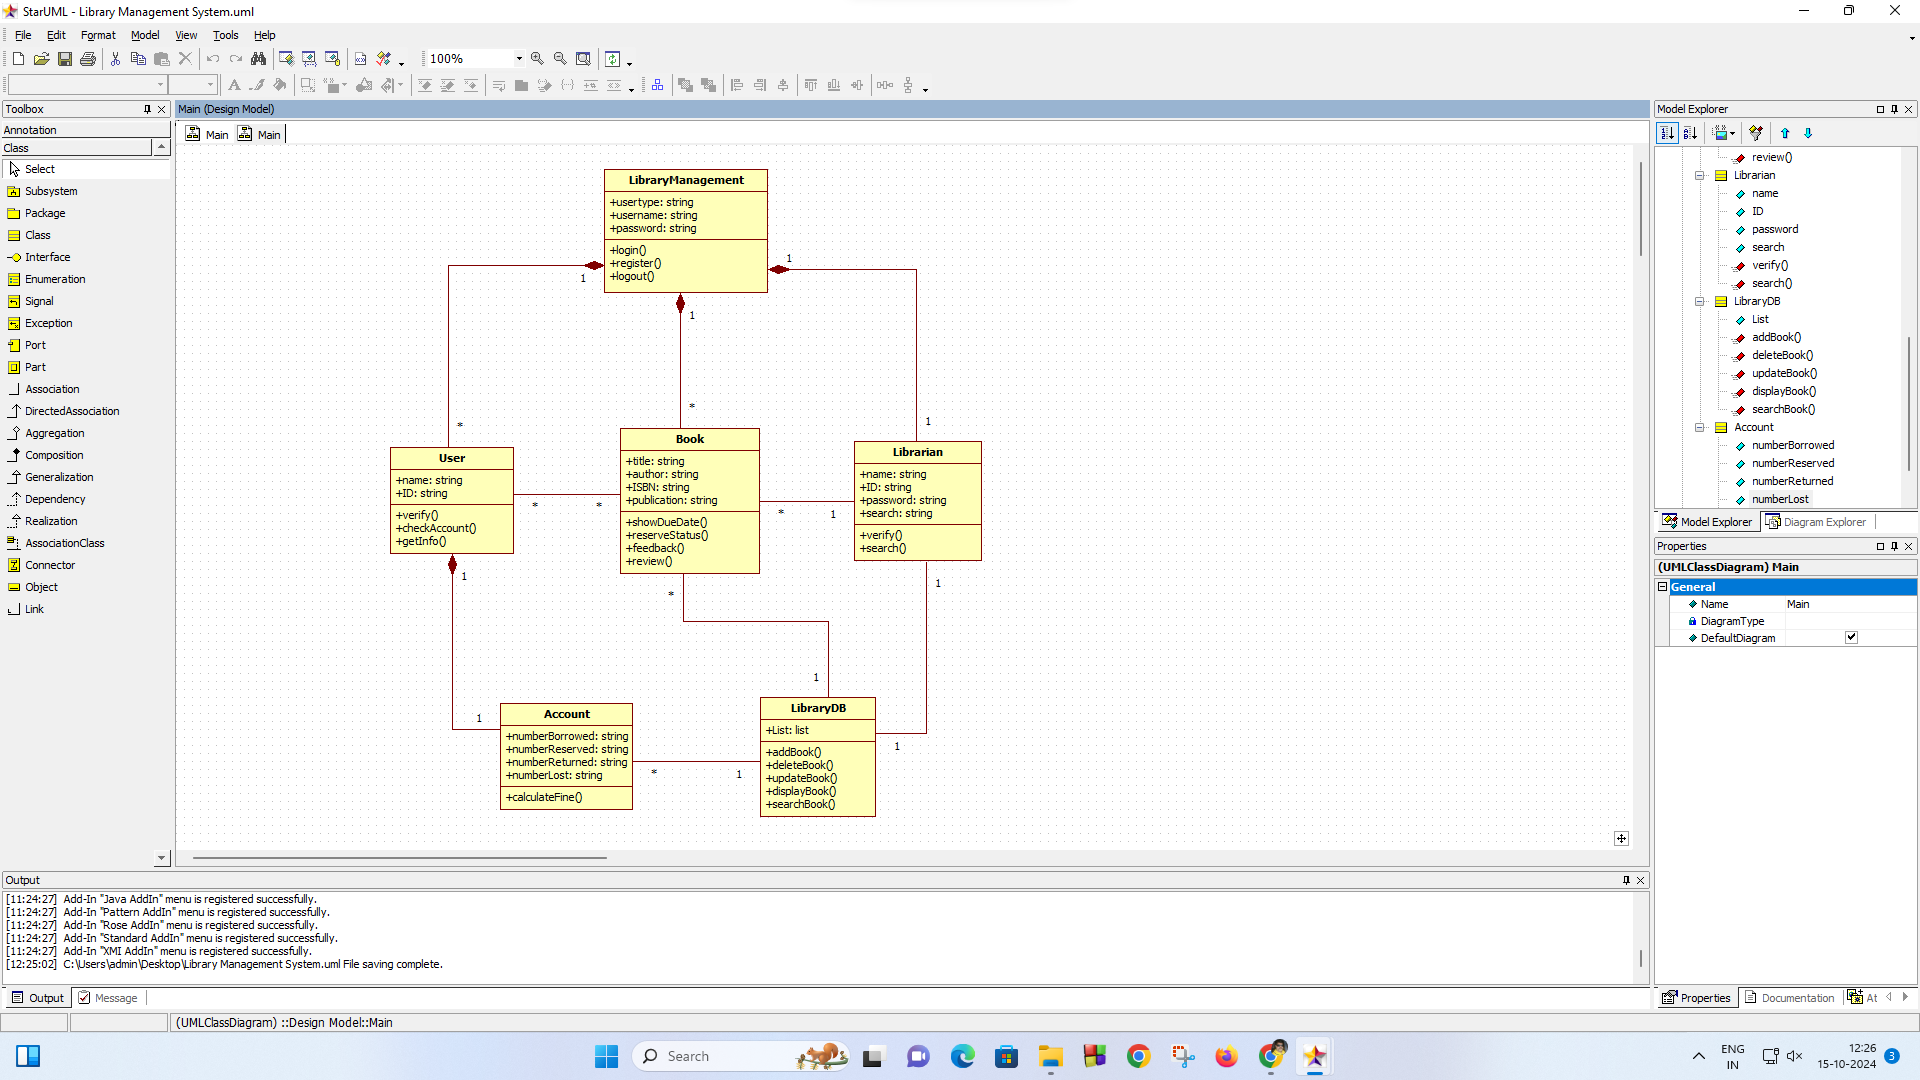 StarUML - Library Management System.uml
File Edit Format Model View Tools Help
100%
Toolbox
Annotation
Class
Select
Subsystem
Package
Class
Interface
Enumeration
Signal
Exception
Port
Part
Association
DirectedAssociation
Aggregation
Composition
Generalization
Dependency
Realization
AssociationClass
Connector
Object
Link
Main (Design Model)
Main Main
LibraryManagement
+usertype: string
+username: string
+password: string
+login()
+register()
+logout()
1
1
1
*
*
1
User
+name: string
+ID: string
+verify()
+checkAccount()
+getInfo()
* *
Book
+title: string
+author: string
+ISBN: string
+publication: string
+showDueDate()
+reserveStatus()
+feedback()
+review()
* 1
Librarian
+name: string
+ID: string
+password: string
+search: string
+verify()
+search()
1
*
1
1
1
1
Account
+numberBorrowed: string
+numberReserved: string
+numberReturned: string
+numberLost: string
+calculateFine()
* 1
LibraryDB
+List: list
+addBook()
+deleteBook()
+updateBook()
+displayBook()
+searchBook()
1
Model Explorer
review()
Librarian
name
ID
password
search
verify()
search()
LibraryDB
List
addBook()
deleteBook()
updateBook()
displayBook()
searchBook()
Account
numberBorrowed
numberReserved
numberReturned
numberLost
Model Explorer Diagram Explorer
Properties
(UMLClassDiagram) Main
General
Name Main
DiagramType
DefaultDiagram
Properties Documentation At
Output
[11:24:27] Add-In "Java AddIn" menu is registered successfully.
[11:24:27] Add-In "Pattern AddIn" menu is registered successfully.
[11:24:27] Add-In "Rose AddIn" menu is registered successfully.
[11:24:27] Add-In "Standard AddIn" menu is registered successfully.
[11:24:27] Add-In "XMI AddIn" menu is registered successfully.
[12:25:02] C:\Users\admin\Desktop\Library Management System.uml File saving complete.
Output Message
(UMLClassDiagram) ::Design Model::Main
Search
ENG
IN
12:26
15-10-2024
3